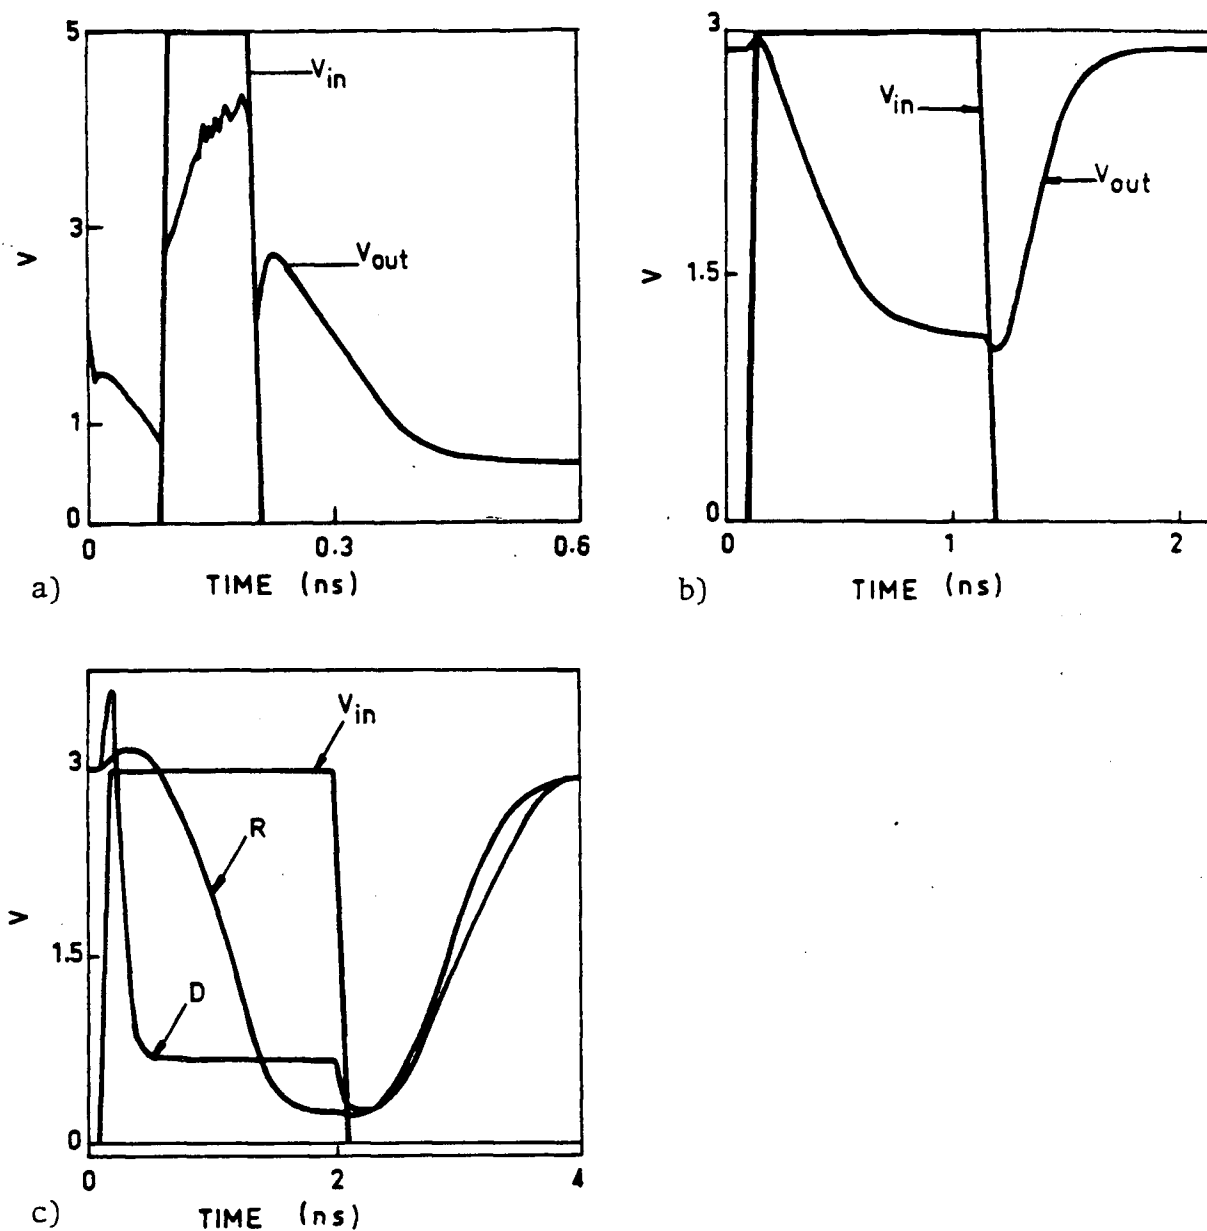 5
V_in
3
V_out
V
1
0
0 0.3 0.6
a) TIME (ns)
3
V_in
V_out
1.5
V
0
0 1 2
b) TIME (ns)
V_in
3
R
V
1.5
D
0
0 2 4
c) TIME (ns)